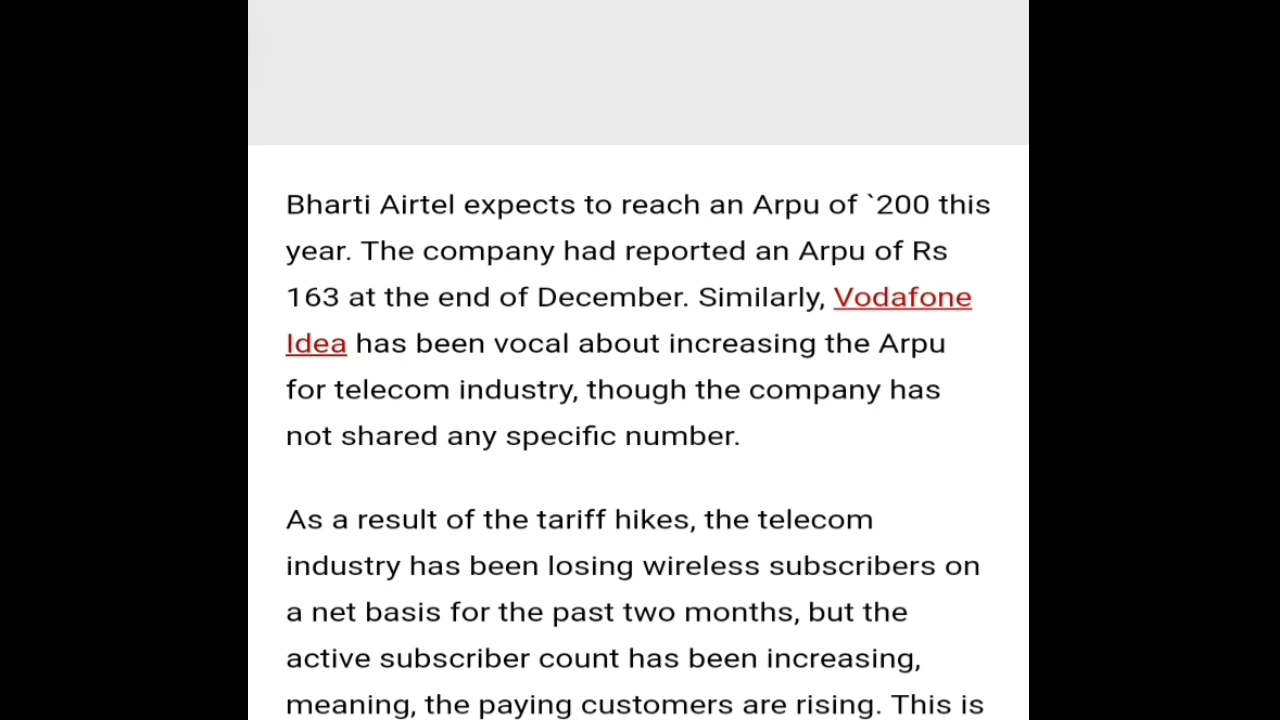 Bharti Airtel expects to reach an Arpu of `200 this
year. The company had reported an Arpu of Rs
163 at the end of December. Similarly, Vodafone
Idea has been vocal about increasing the Arpu
for telecom industry, though the company has
not shared any specific number.
As a result of the tariff hikes, the telecom
industry has been losing wireless subscribers on
a net basis for the past two months, but the
active subscriber count has been increasing,
meaning, the paying customers are rising. This is